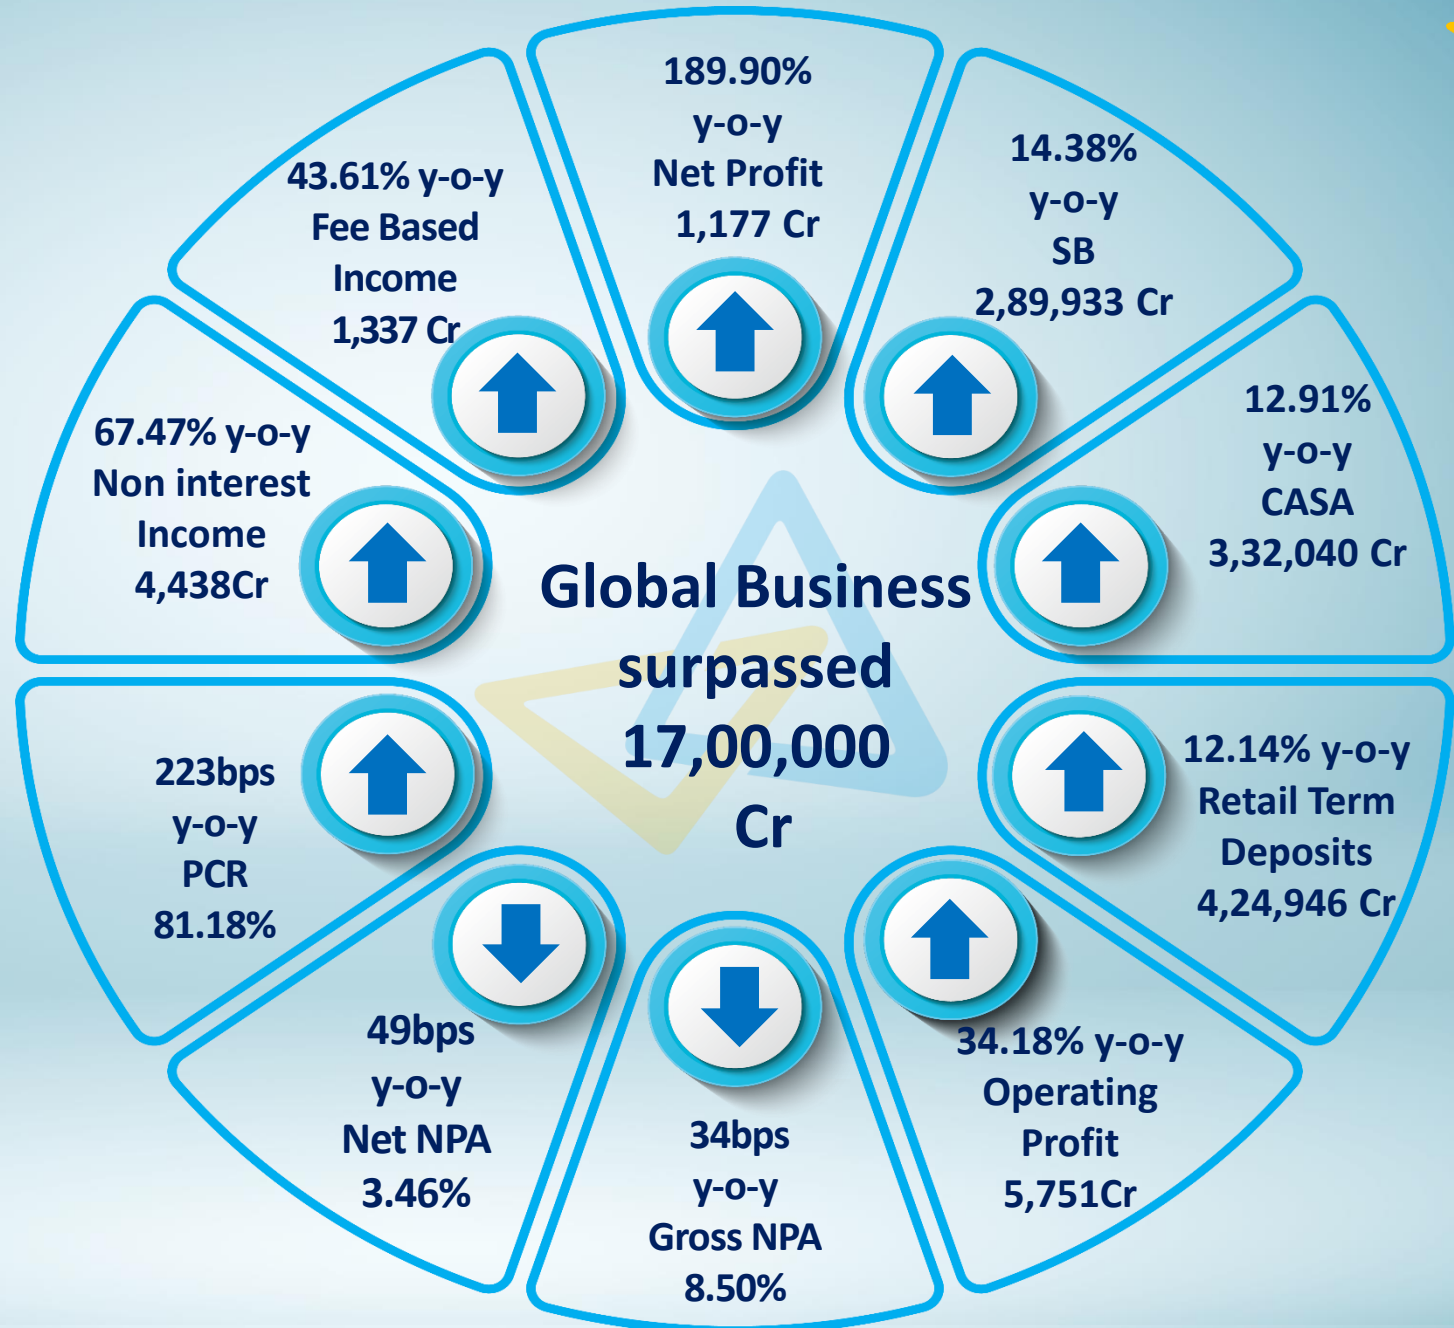 189.90%
y-o-y
Net Profit
1,177 Cr
14.38%
y-o-y
SB
2,89,933 Cr
12.91%
y-o-y
CASA
3,32,040 Cr
12.14% y-o-y
Retail Term
Deposits
4,24,946 Cr
34.18% y-o-y
Operating
Profit
5,751Cr
34bps
y-o-y
Gross NPA
8.50%
49bps
y-o-y
Net NPA
3.46%
223bps
y-o-y
PCR
81.18%
67.47% y-o-y
Non interest
Income
4,438Cr
43.61% y-o-y
Fee Based
Income
1,337 Cr
Global Business
surpassed
17,00,000
Cr